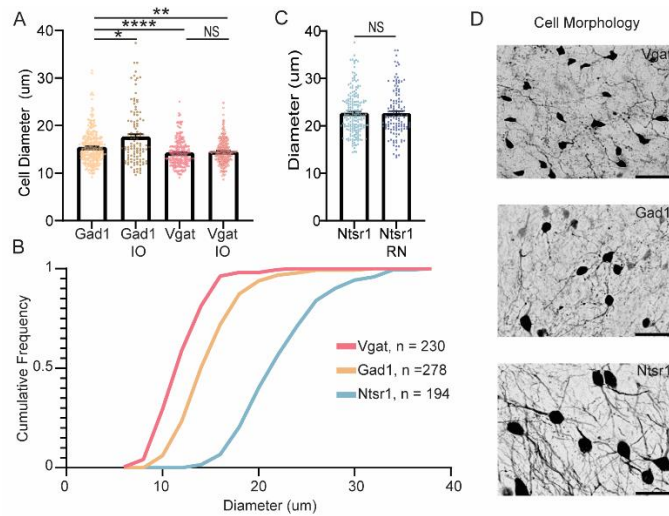 A
Cell Diameter (um)
40
30
20
10
0
**
****
*
NS
Gad1
Gad1
IO
Vgat
Vgat
IO
C
Diameter (um)
40
30
20
10
0
NS
Ntsr1
Ntsr1
RN
D
Cell Morphology
Vgat
Gad1
Ntsr1
B
Cumulative Frequency
1
0.5
0
Vgat, n = 230
Gad1, n =278
Ntsr1, n = 194
0
10
20
30
40
Diameter (um)